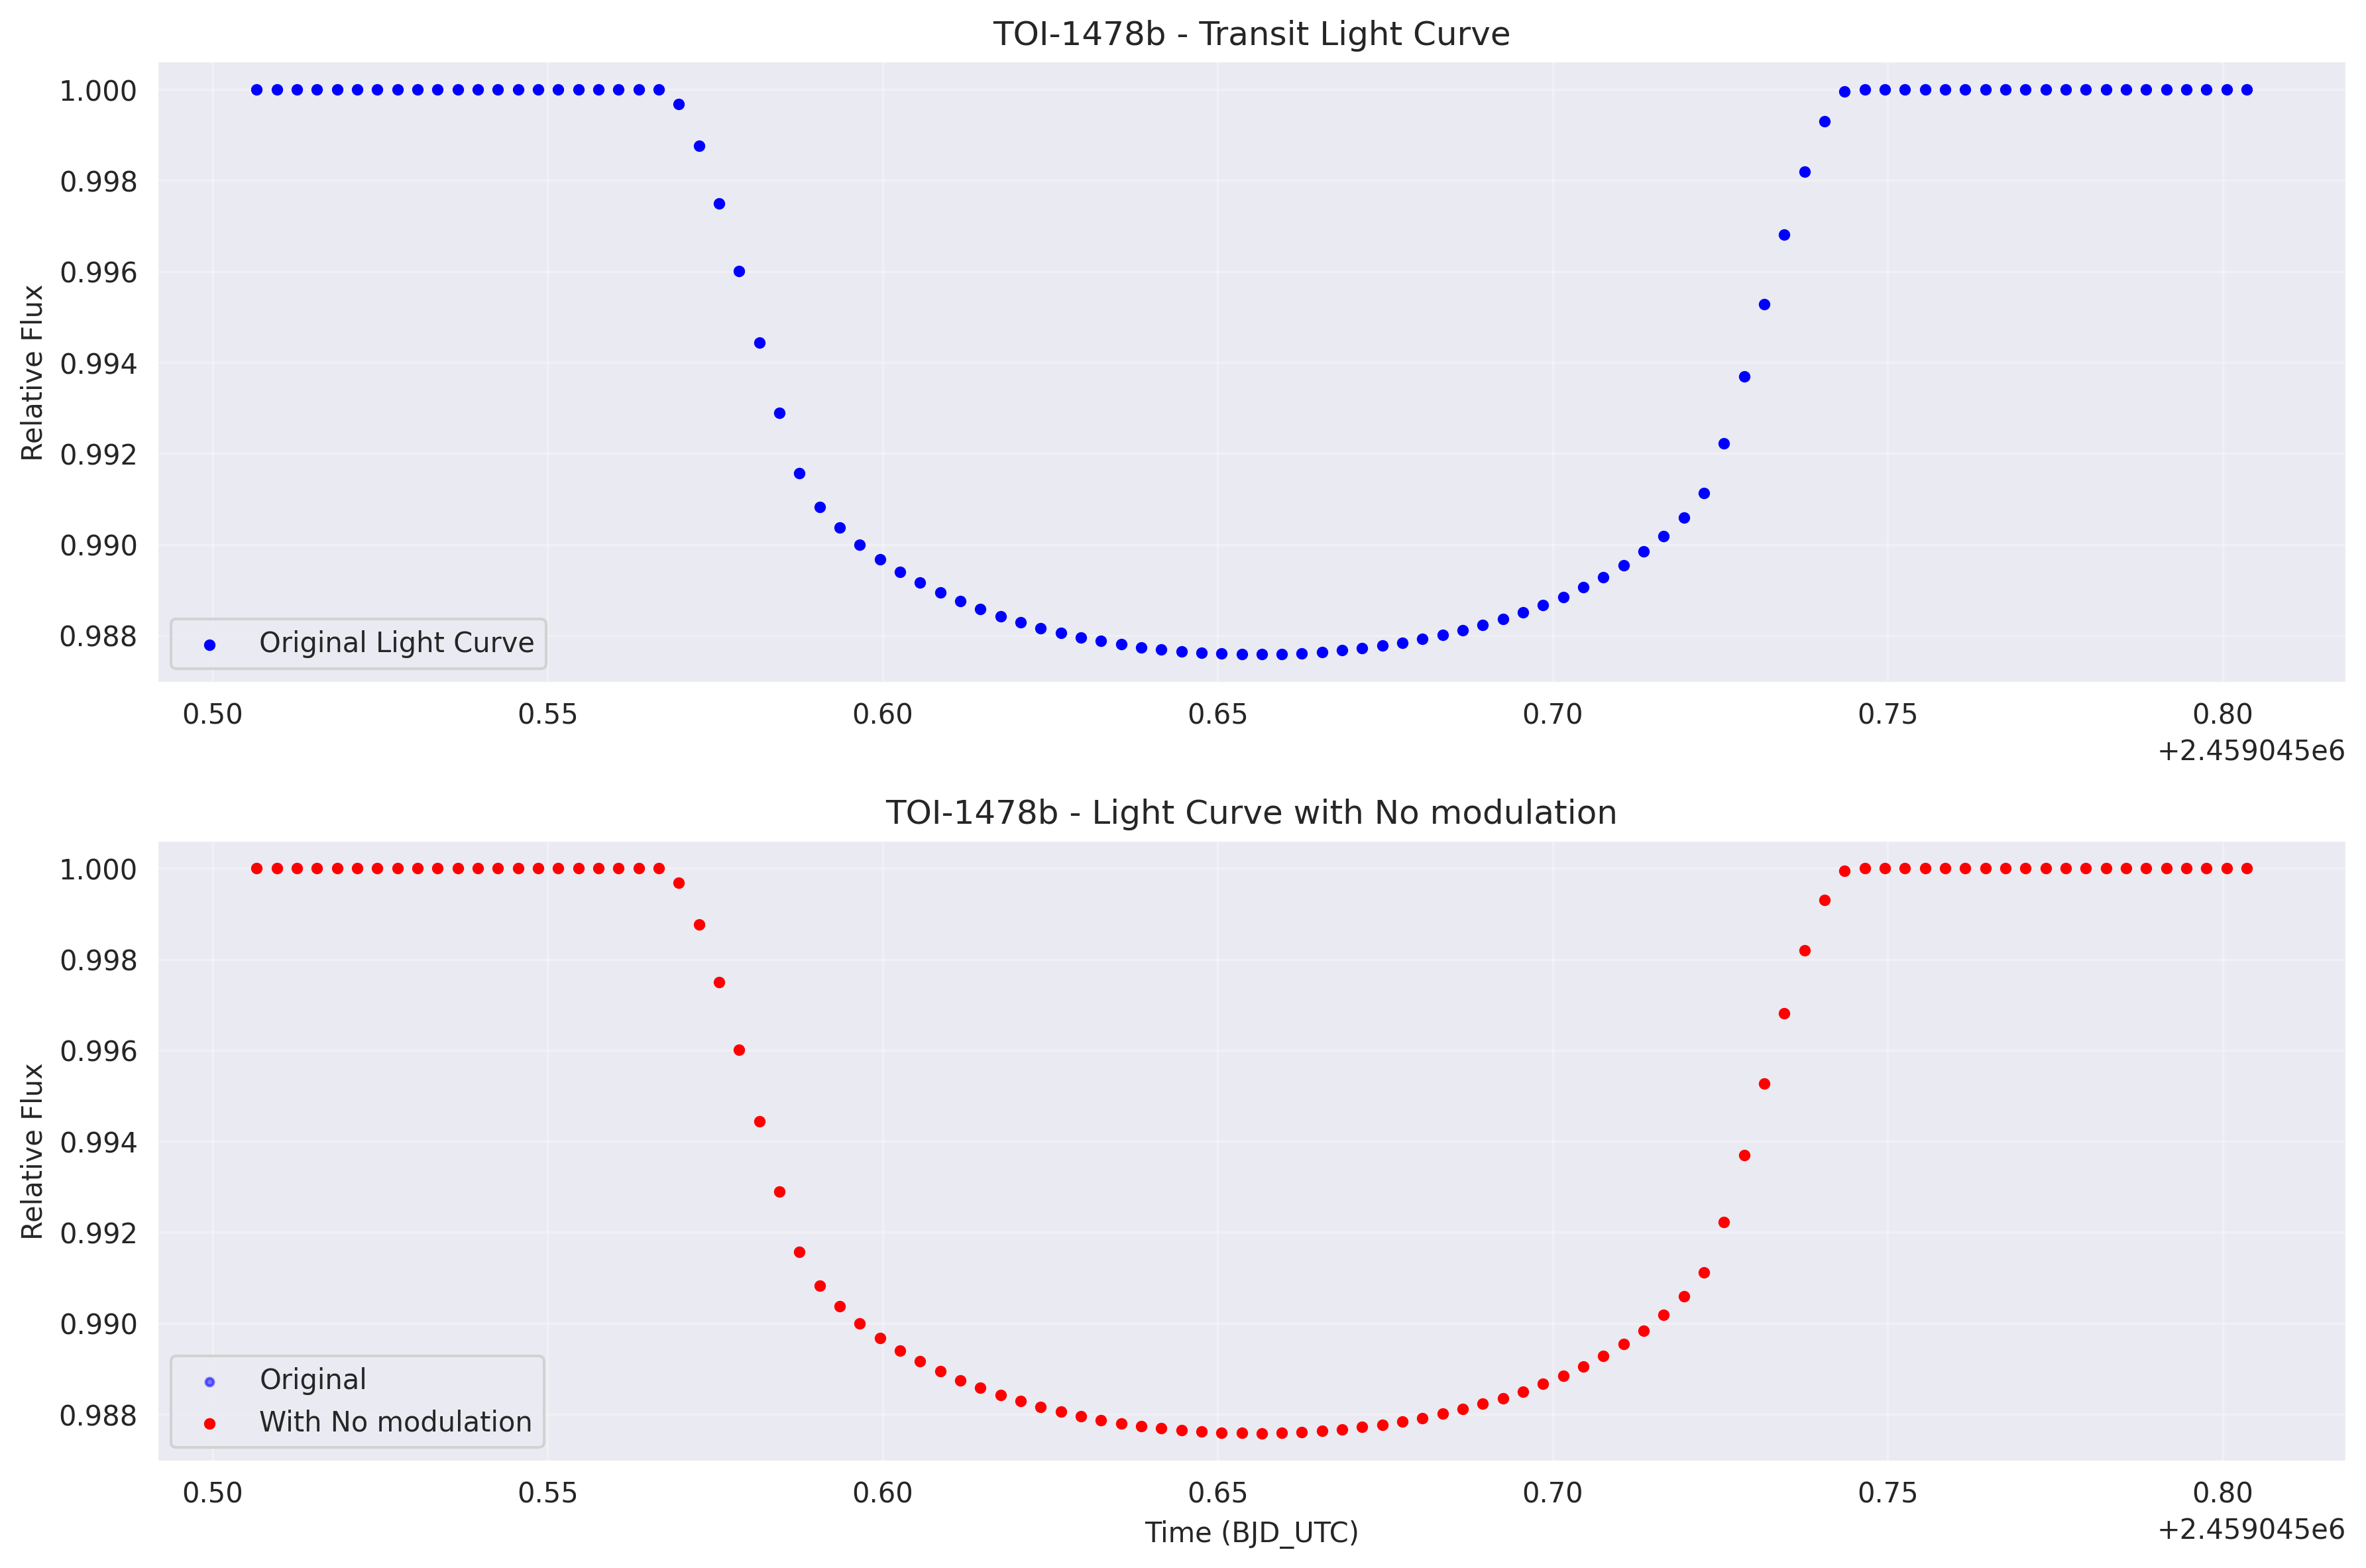 TOI-1478b - Transit Light Curve
1.000
0.998
0.996
0.994
0.992
0.990
0.988
Relative Flux
Original Light Curve
0.50 0.55 0.60 0.65 0.70 0.75 0.80
+2.459045e6
TOI-1478b - Light Curve with No modulation
1.000
0.998
0.996
0.994
0.992
0.990
0.988
Relative Flux
Original
With No modulation
0.50 0.55 0.60 0.65 0.70 0.75 0.80
Time (BJD_UTC)
+2.459045e6